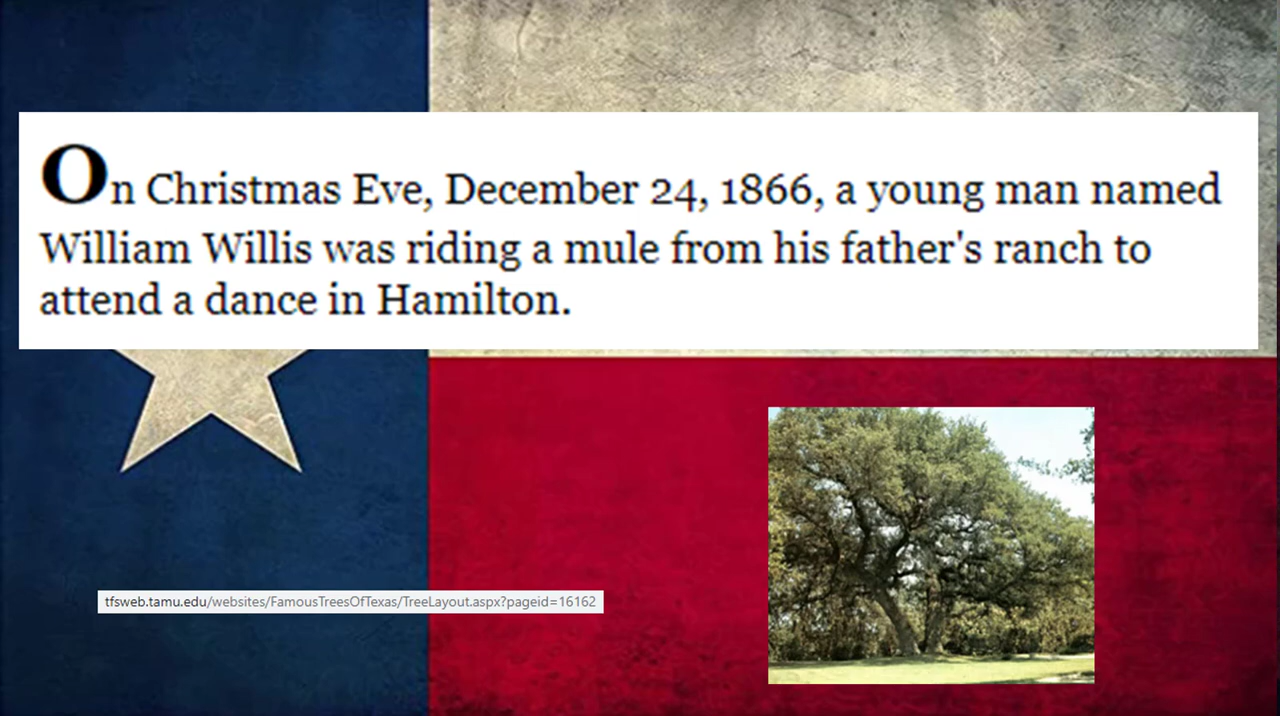 On Christmas Eve, December 24, 1866, a young man named
William Willis was riding a mule from his father's ranch to
attend a dance in Hamilton.
tfsweb.tamu.edu/websites/FamousTreesOfTexas/TreeLayout.aspx?pageid=16162